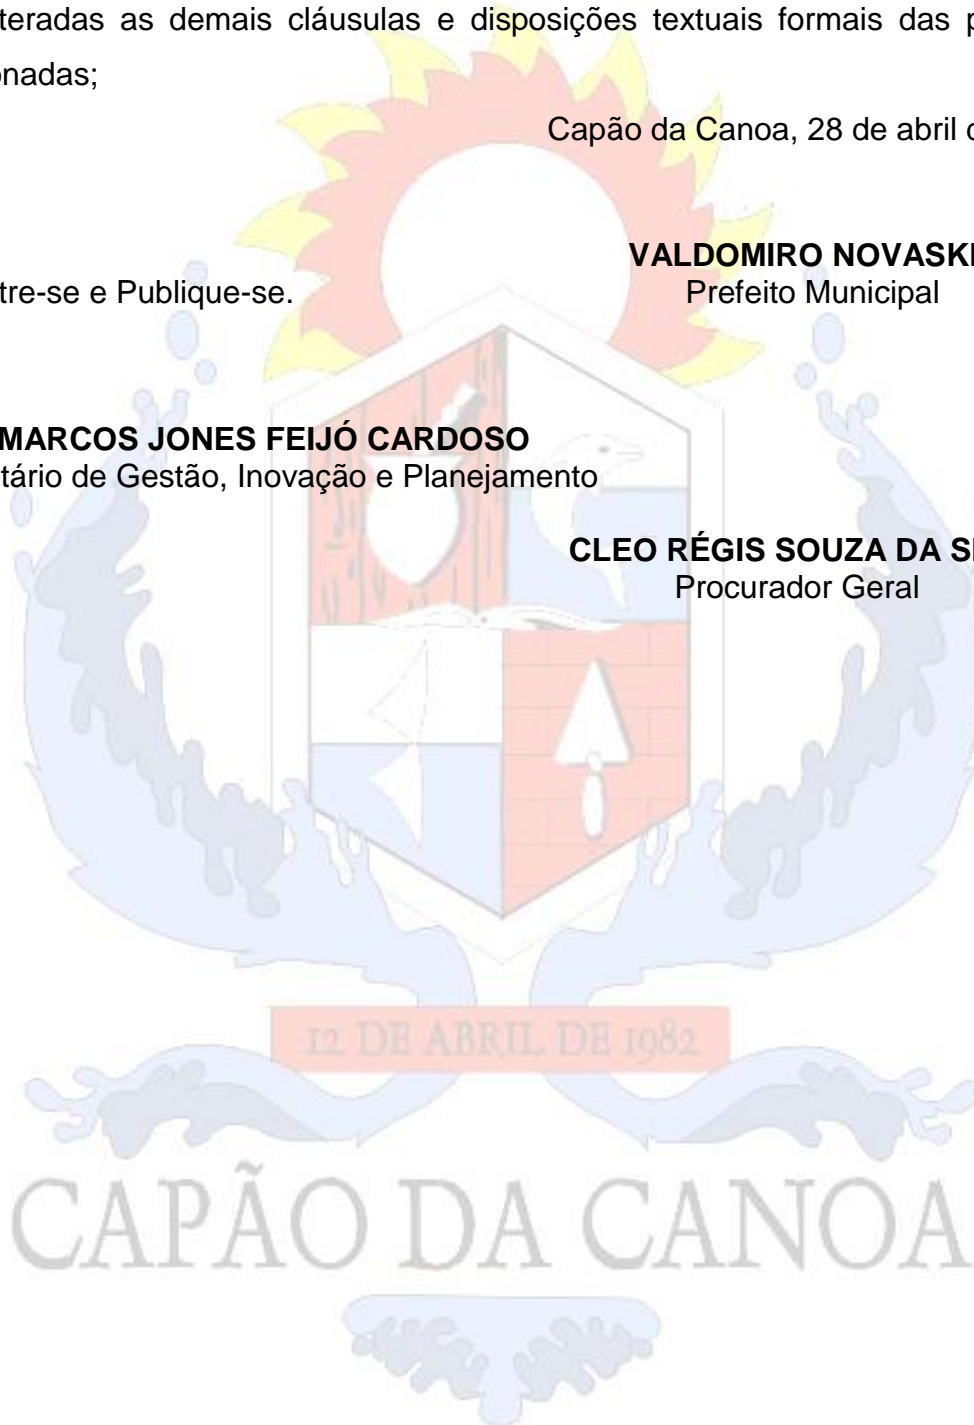 teradas as demais cláusulas e disposições textuais formais das p
onadas;
Capão da Canoa, 28 de abril d
VALDOMIRO NOVASKI
tre-se e Publique-se.
Prefeito Municipal
MARCOS JONES FEIJÓ CARDOSO
tário de Gestão, Inovação e Planejamento
CLEO RÉGIS SOUZA DA SI
Procurador Geral
12 DE ABRIL DE 1982
CAPÃO DA CANOA